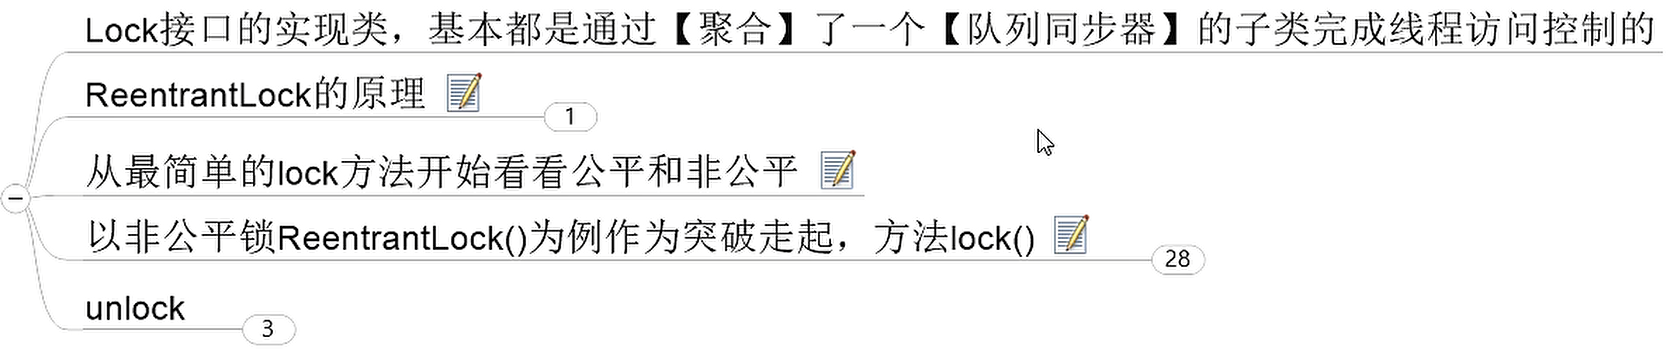 Lock接口的实现类，基本都是通过【聚合】了一个【队列同步器】的子类完成线程访问控制的
ReentrantLock的原理
1
从最简单的lock方法开始看看公平和非公平
以非公平锁ReentrantLock()为例作为突破走起，方法lock()
28
unlock
3